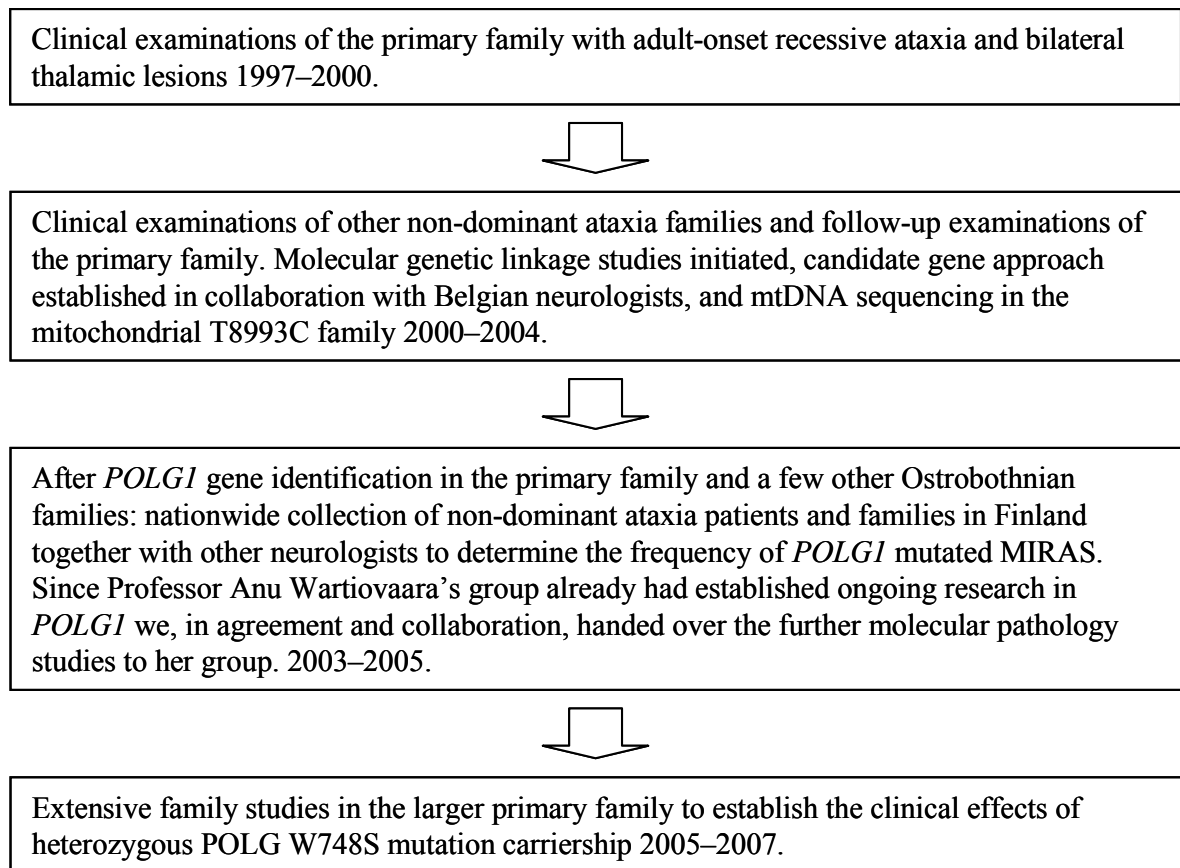 Clinical examinations of the primary family with adult-onset recessive ataxia and bilateral
thalamic lesions 1997–2000.
Clinical examinations of other non-dominant ataxia families and follow-up examinations of
the primary family. Molecular genetic linkage studies initiated, candidate gene approach
established in collaboration with Belgian neurologists, and mtDNA sequencing in the
mitochondrial T8993C family 2000–2004.
After POLG1 gene identification in the primary family and a few other Ostrobothnian
families: nationwide collection of non-dominant ataxia patients and families in Finland
together with other neurologists to determine the frequency of POLG1 mutated MIRAS.
Since Professor Anu Wartiovaara’s group already had established ongoing research in
POLG1 we, in agreement and collaboration, handed over the further molecular pathology
studies to her group. 2003–2005.
Extensive family studies in the larger primary family to establish the clinical effects of
heterozygous POLG W748S mutation carriership 2005–2007.